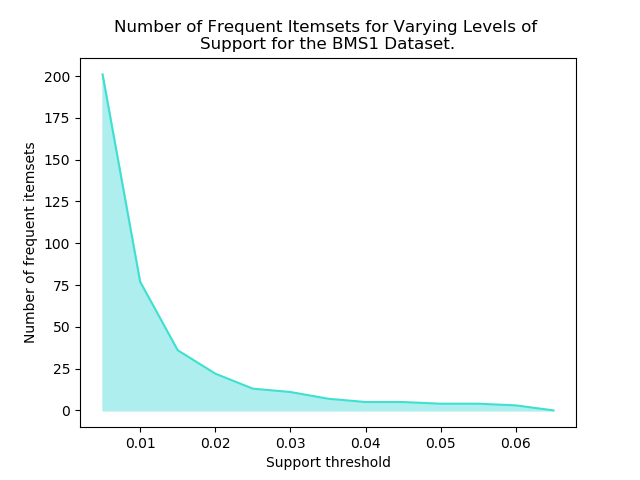 Number of Frequent Itemsets for Varying Levels of
Support for the BMS1 Dataset.
200
175
150
125
100
75
50
25
0
Number of frequent itemsets
0.01 0.02 0.03 0.04 0.05 0.06
Support threshold